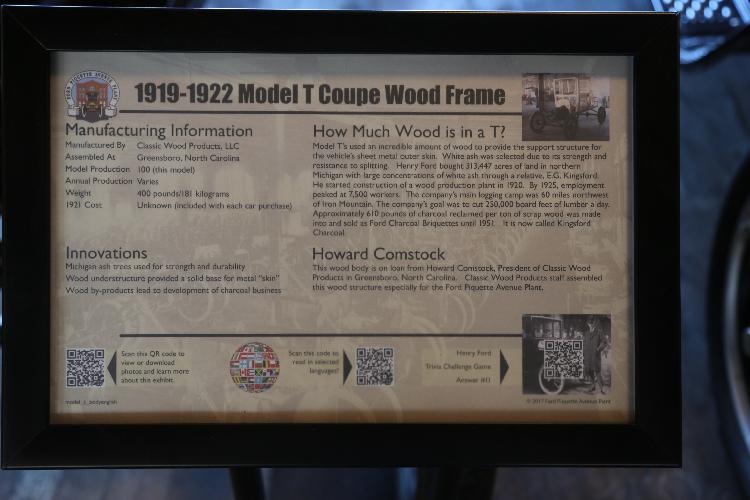 FORD PIQUETTE AVENUE PLANT
1919-1922 Model T Coupe Wood Frame
Manufacturing Information
Manufactured By Classic Wood Products, LLC
Assembled At Greensboro, North Carolina
Model Production 100 (this model)
Annual Production Varies
Weight 400 pounds/181 kilograms
1921 Cost Unknown (included with each car purchase)
How Much Wood is in a T?
Model T's used an incredible amount of wood to provide the support structure for
the vehicle's sheet metal outer skin. White ash was selected due to its strength and
resistance to splitting. Henry Ford bought 313,447 acres of land in northern
Michigan with large concentrations of white ash through a relative, E.G. Kingsford.
He started construction of a wood production plant in 1920. By 1925, employment
peaked at 7,500 workers. The company's main logging camp was 60 miles northwest
of Iron Mountain. The company's goal was to cut 250,000 board feet of lumber a day.
Approximately 610 pounds of charcoal reclaimed per ton of scrap wood was made
into and sold as Ford Charcoal Briquettes until 1951. It is now called Kingsford
Charcoal.
Innovations
Michigan ash trees used for strength and durability
Wood understructure provided a solid base for metal "skin"
Wood by-products lead to development of charcoal business
Howard Comstock
This wood body is on loan from Howard Comstock, President of Classic Wood
Products in Greensboro, North Carolina. Classic Wood Products staff assembled
this wood structure especially for the Ford Piquette Avenue Plant.
Scan this QR code to
view or download
photos and learn more
about this exhibit.
Scan this code to
read in selected
languages!
Henry Ford
Trivia Challenge Game
Answer #11
model_t_bodyenglish
© 2017 Ford Piquette Avenue Plant